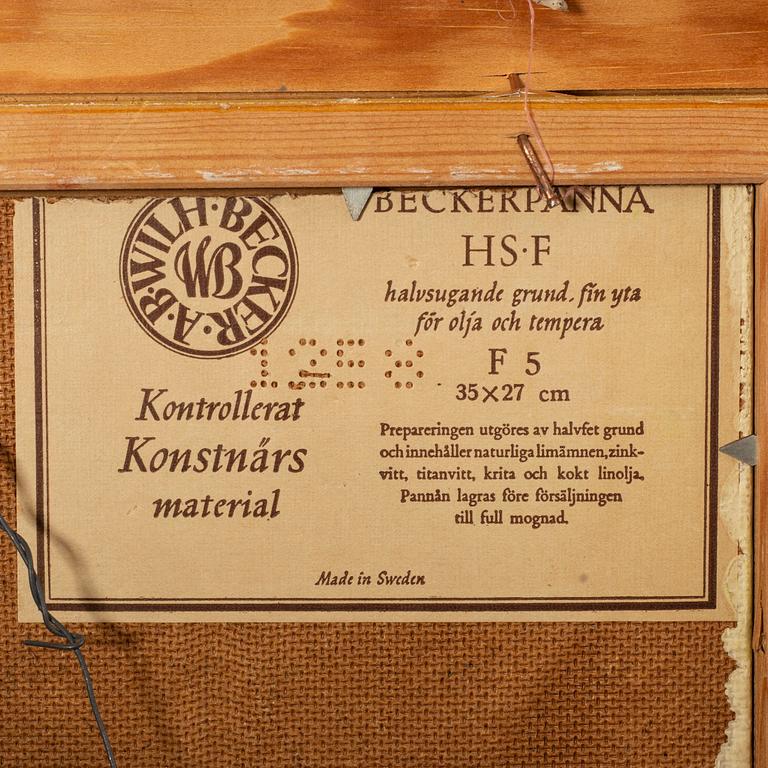 A·B·WILH·BECKER·
WB
BECKERPANNA
HS·F
halvsugande grund, fin yta
för olja och tempera
F 5
35×27 cm
1258
Kontrollerat
Konstnärs
material
Prepareringen utgöres av halvfet grund
och innehåller naturliga limämnen, zink-
vitt, titanvitt, krita och kokt linolja.
Pannån lagras före försäljningen
till full mognad.
Made in Sweden